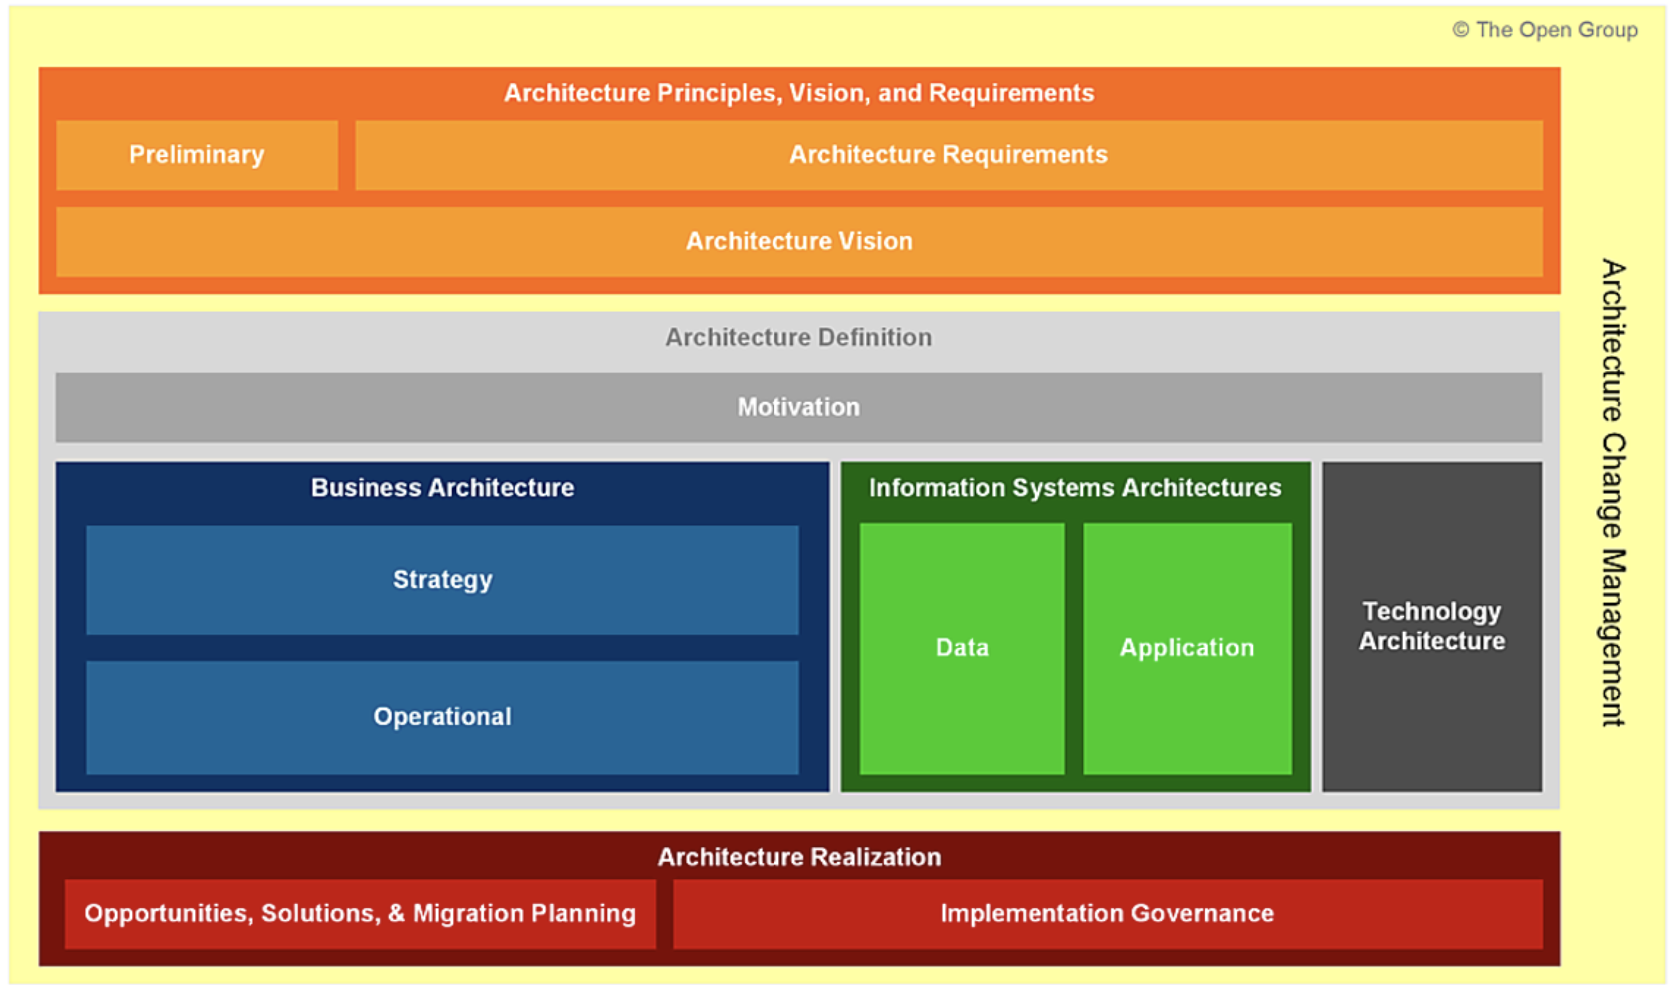 © The Open Group
Architecture Principles, Vision, and Requirements
Preliminary
Architecture Requirements
Architecture Vision
Architecture Definition
Motivation
Business Architecture
Strategy
Operational
Information Systems Architectures
Data
Application
Technology
Architecture
Architecture Realization
Opportunities, Solutions, & Migration Planning
Implementation Governance
Architecture Change Management